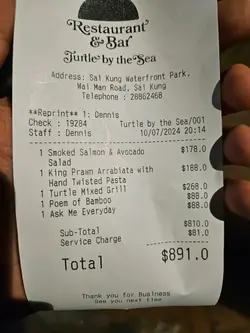 Restaurant
& Bar
Turtle by the Sea
Address: Sai Kung Waterfront Park,
Wai Man Road, Sai Kung
Telephone : 28862468
**Reprint** 1: Dennis
Check : 19284 Turtle by the Sea/001
Staff : Dennis 10/07/2024 20:14
1 Smoked Salmon & Avocado $178.0
Salad
1 King Prawn Arrabiata with $188.0
Hand Twisted Pasta
1 Turtle Mixed Grill $268.0
1 Poem of Bamboo $88.0
1 Ask Me Everyday $88.0
Sub-Total $810.0
Service Charge $81.0
Total $891.0
Thank you for Business
See you next time